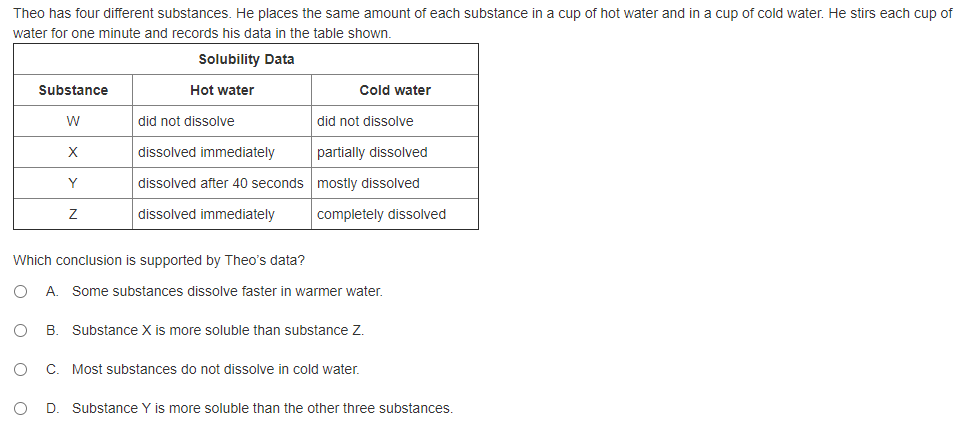 Theo has four different substances. He places the same amount of each substance in a cup of hot water and in a cup of cold water. He stirs each cup of
water for one minute and records his data in the table shown.
Solubility Data
Substance Hot water Cold water
W did not dissolve did not dissolve
X dissolved immediately partially dissolved
Y dissolved after 40 seconds mostly dissolved
Z dissolved immediately completely dissolved
Which conclusion is supported by Theo's data?
A. Some substances dissolve faster in warmer water.
B. Substance X is more soluble than substance Z.
C. Most substances do not dissolve in cold water.
D. Substance Y is more soluble than the other three substances.